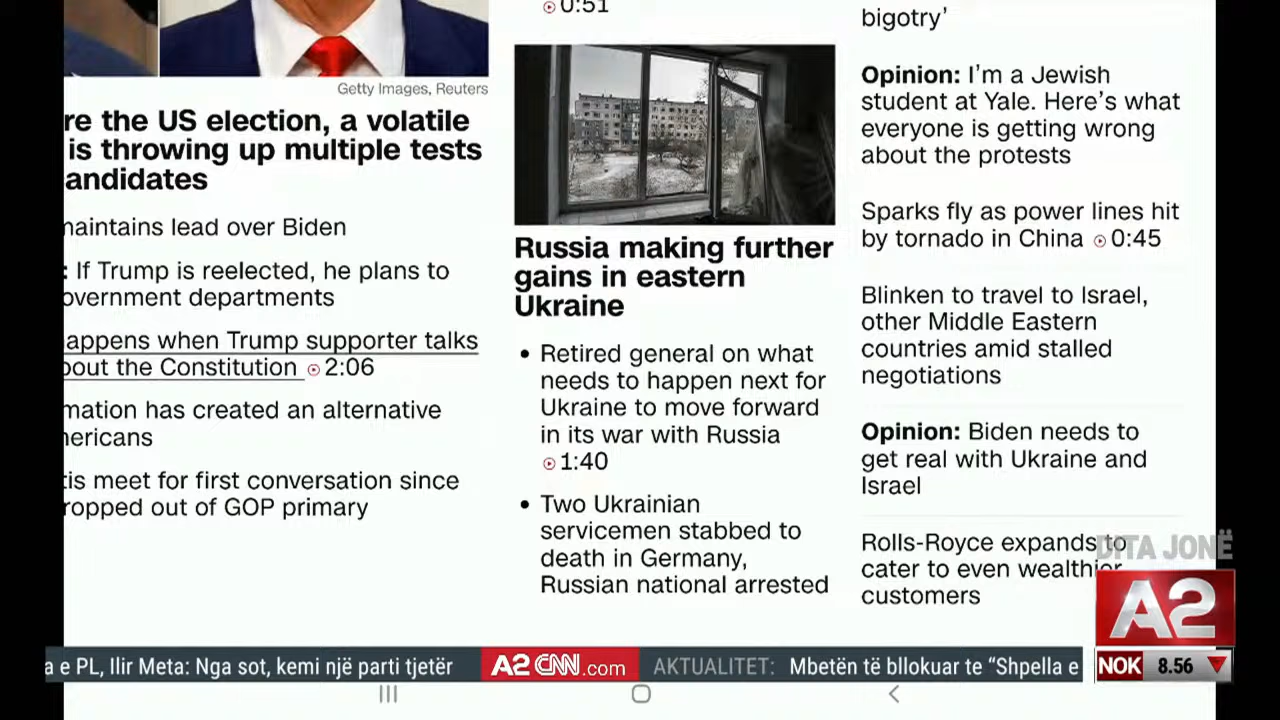 Getty Images, Reuters
re the US election, a volatile
is throwing up multiple tests
andidates
maintains lead over Biden
: If Trump is reelected, he plans to
overnment departments
appens when Trump supporter talks
bout the Constitution 2:06
mation has created an alternative
mericans
tis meet for first conversation since
ropped out of GOP primary
0:51
Russia making further
gains in eastern
Ukraine
• Retired general on what
needs to happen next for
Ukraine to move forward
in its war with Russia
1:40
• Two Ukrainian
servicemen stabbed to
death in Germany,
Russian national arrested
bigotry’
Opinion: I’m a Jewish
student at Yale. Here’s what
everyone is getting wrong
about the protests
Sparks fly as power lines hit
by tornado in China 0:45
Blinken to travel to Israel,
other Middle Eastern
countries amid stalled
negotiations
Opinion: Biden needs to
get real with Ukraine and
Israel
Rolls-Royce expands to
cater to even wealthier
customers
DITA JONË
A2
a e PL, Ilir Meta: Nga sot, kemi një parti tjetër
A2 CNN.com
AKTUALITET: Mbetën të bllokuar te “Shpella e
NOK 8.56